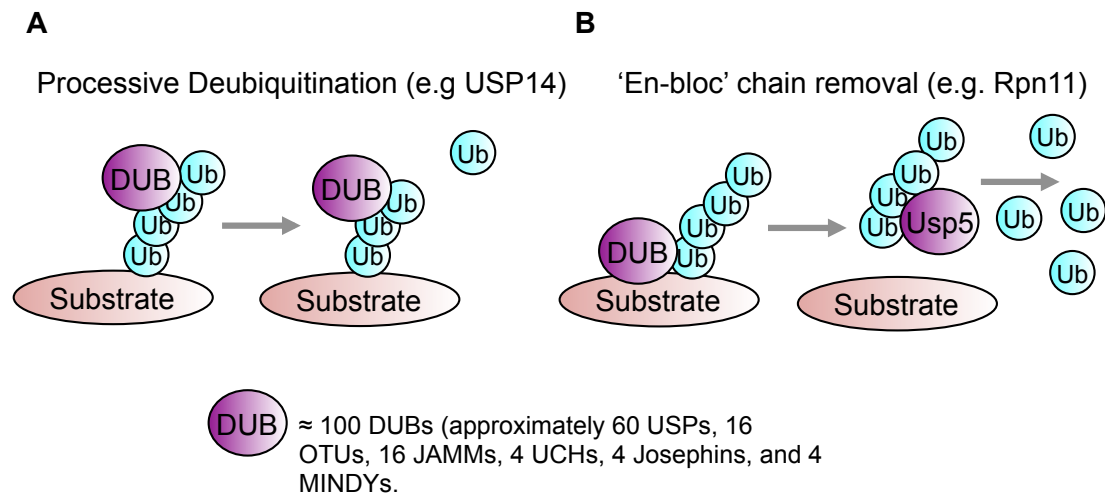 A
Processive Deubiquitination (e.g USP14)
DUB
Ub
Ub
Ub
Ub
Substrate
DUB
Ub
Ub
Ub
Substrate
Ub
B
'En-bloc' chain removal (e.g. Rpn11)
DUB
Ub
Ub
Ub
Ub
Substrate
Ub
Ub
Ub
Ub
Usp5
Substrate
Ub
Ub
Ub
Ub
DUB
≈ 100 DUBs (approximately 60 USPs, 16
OTUs, 16 JAMMs, 4 UCHs, 4 Josephins, and 4
MINDYs.